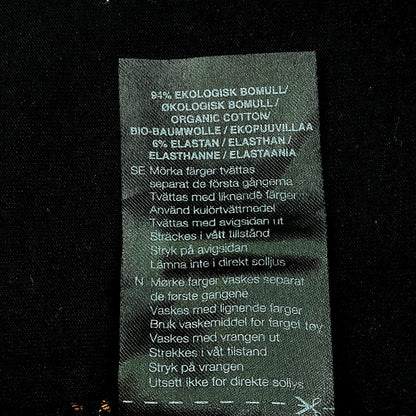 94% EKOLOGISK BOMULL/
ØKOLOGISK BOMULL /
ORGANIC COTTON/
BIO-BAUMWOLLE / EKOPUUVILLAA
6% ELASTAN / ELASTHAN /
ELASTHANNE / ELASTAANIA
SE Mörka färger tvättas
separat de första gångerna
Tvättas med liknande färger
Använd kulörtvättmedel
Tvättas med avigsidan ut
Sträckes i vått tillstånd
Stryk på avigsidan
Lämna inte i direkt solljus
N Mørke farger vaskes separat
de første gangene
Vaskes med lignende farger
Bruk vaskemiddel for farget tøy
Vaskes med vrangen ut
Strekkes i våt tilstand
Stryk på vrangen
Utsett ikke for direkte sollys